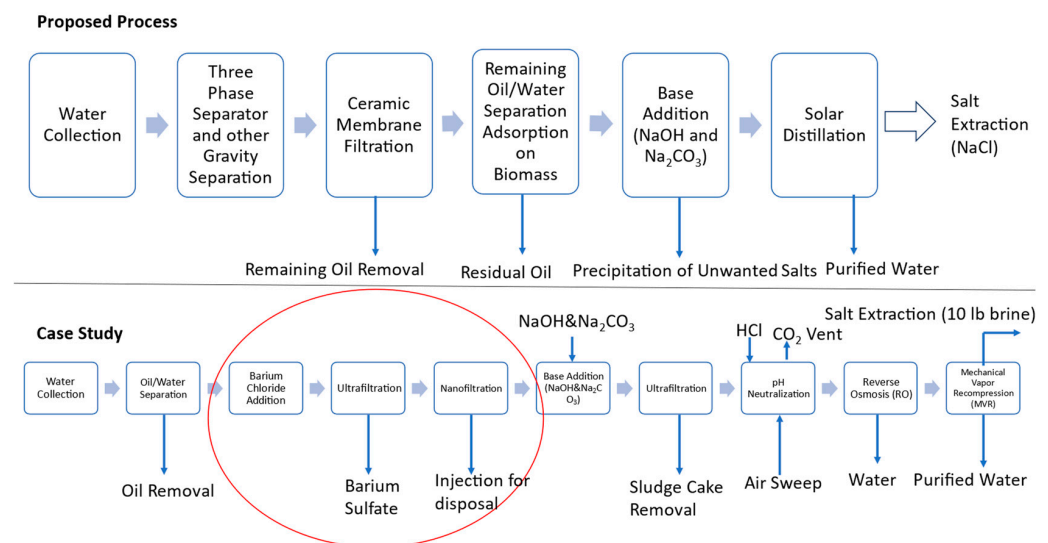 Proposed Process
Water
Collection
Three
Phase
Separator
and other
Gravity
Separation
Ceramic
Membrane
Filtration
Remaining
Oil/Water
Separation
Adsorption
on
Biomass
Base
Addition
(NaOH and
Na₂CO₃)
Solar
Distillation
Salt
Extraction
(NaCl)
Remaining Oil Removal
Residual Oil
Precipitation of Unwanted Salts
Purified Water
Case Study
NaOH&Na₂CO₃
HCl
CO₂ Vent
Salt Extraction (10 lb brine)
Water
Collection
Oil/Water
Separation
Barium
Chloride
Addition
Ultrafiltration
Nanofiltration
Base Addition
(NaOH&Na₂C
O₃)
Ultrafiltration
pH
Neutralization
Reverse
Osmosis (RO)
Mechanical
Vapor
Recompression
(MVR)
Oil Removal
Barium
Sulfate
Injection for
disposal
Sludge Cake
Removal
Air Sweep
Water
Purified Water